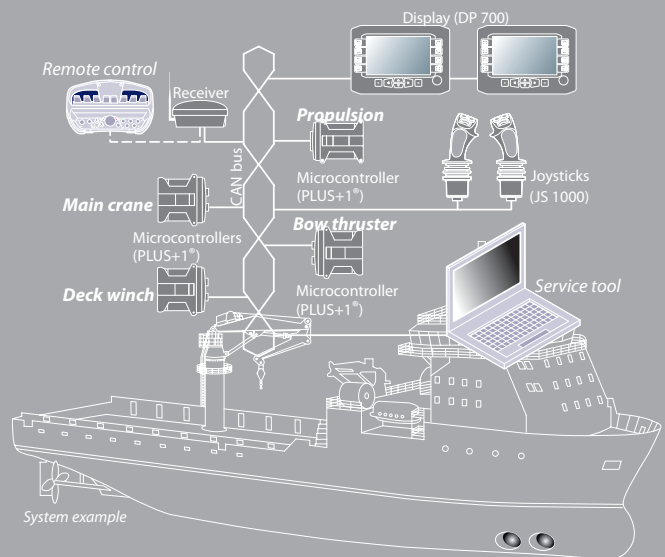 Display (DP 700)
Remote control
Receiver
Propulsion
CAN bus
Microcontroller
(PLUS+1®)
Joysticks
(JS 1000)
Main crane
Microcontrollers
(PLUS+1®)
Bow thruster
Deck winch
Microcontroller
(PLUS+1®)
Service tool
System example